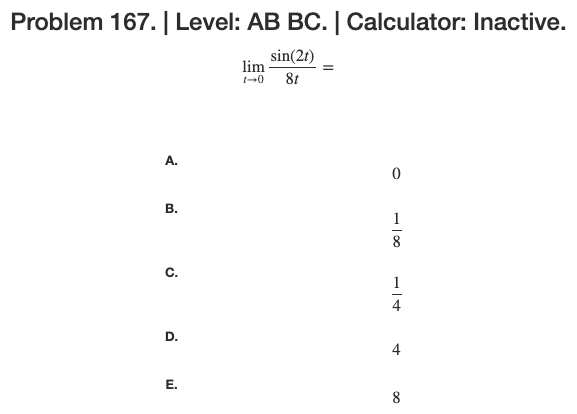 Problem 167. | Level: AB BC. | Calculator: Inactive.
lim t→0 sin(2t)/8t =
A. 0
B. 1/8
C. 1/4
D. 4
E. 8